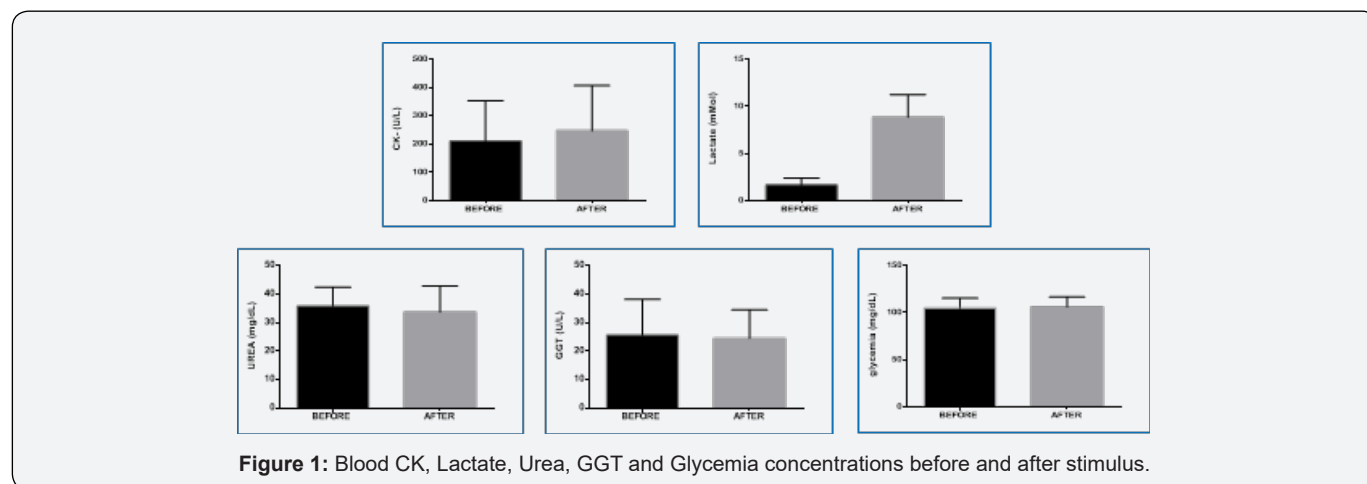 CK- (U/L)
500
400
300
200
100
0
BEFORE AFTER
Lactate (mMol)
15
10
5
0
BEFORE AFTER
UREA (mg/dL)
50
40
30
20
10
0
BEFORE AFTER
GGT (U/L)
50
40
30
20
10
0
BEFORE AFTER
glycemia (mg/dL)
150
100
50
0
BEFORE AFTER
Figure 1: Blood CK, Lactate, Urea, GGT and Glycemia concentrations before and after stimulus.